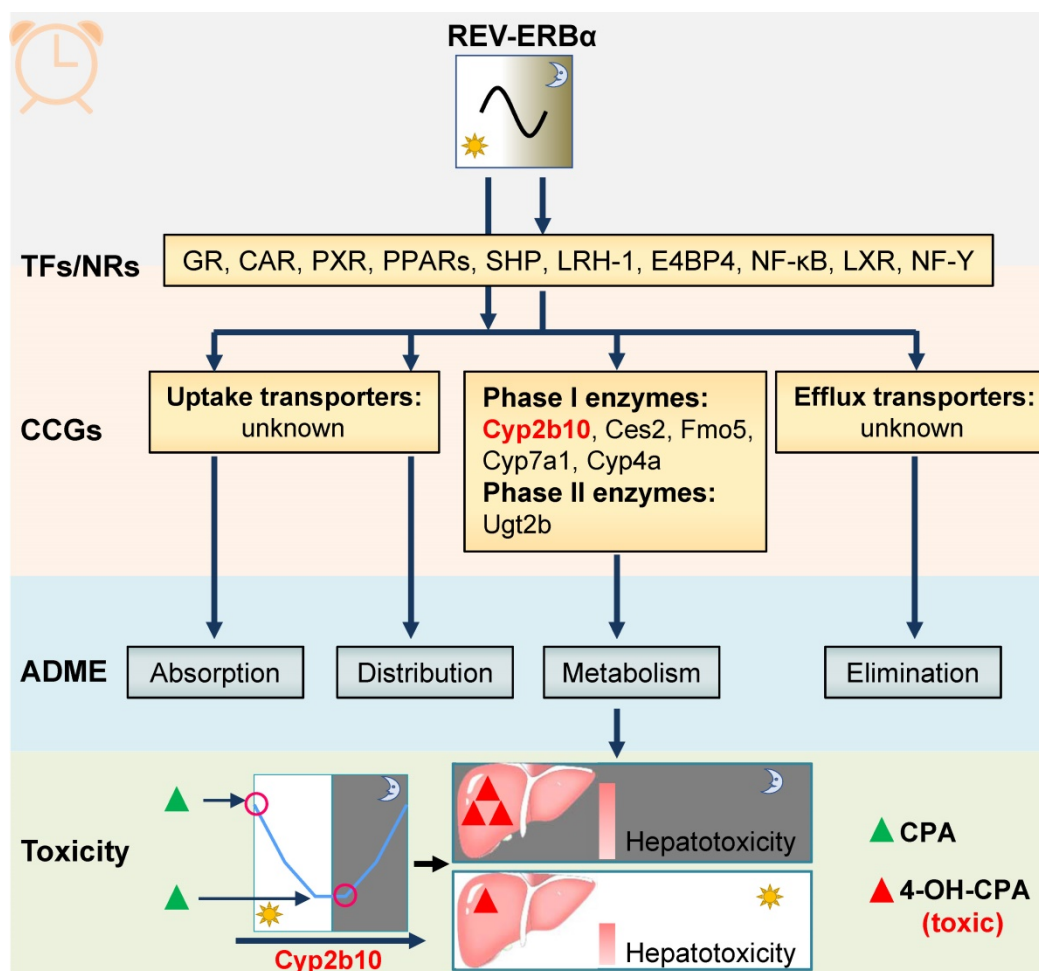 REV-ERBα
TFs/NRs
GR, CAR, PXR, PPARs, SHP, LRH-1, E4BP4, NF-κB, LXR, NF-Y
CCGs
Uptake transporters:
unknown
Phase I enzymes:
Cyp2b10, Ces2, Fmo5,
Cyp7a1, Cyp4a
Phase II enzymes:
Ugt2b
Efflux transporters:
unknown
ADME
Absorption
Distribution
Metabolism
Elimination
Toxicity
Cyp2b10
Hepatotoxicity
Hepatotoxicity
CPA
4-OH-CPA
(toxic)